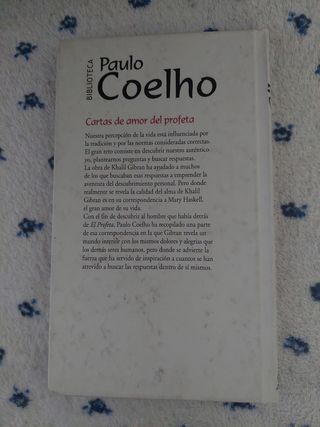 BIBLIOTECA
Paulo
Coelho
Cartas de amor del profeta
Nuestra percepción de la vida está influenciada por
la tradición y por las normas consideradas correctas.
El gran reto consiste en descubrir nuestro auténtico
yo, plantearnos preguntas y buscar respuestas.
La obra de Khalil Gibran ha ayudado a muchos
de los que buscaban esas respuestas a emprender la
aventura del descubrimiento personal. Pero donde
realmente se revela la calidad del alma de Khalil
Gibran es en su correspondencia a Mary Haskell,
el gran amor de su vida.
Con el fin de descubrir al hombre que había detrás
de El Profeta, Paulo Coelho ha recopilado una parte
de esa correspondencia en la que Gibran revela un
mundo interior con los mismos dolores y alegrías que
los demás seres humanos, pero donde se advierte la
fuerza que ha servido de inspiración a cuantos se han
atrevido a buscar las respuestas dentro de sí mismos.